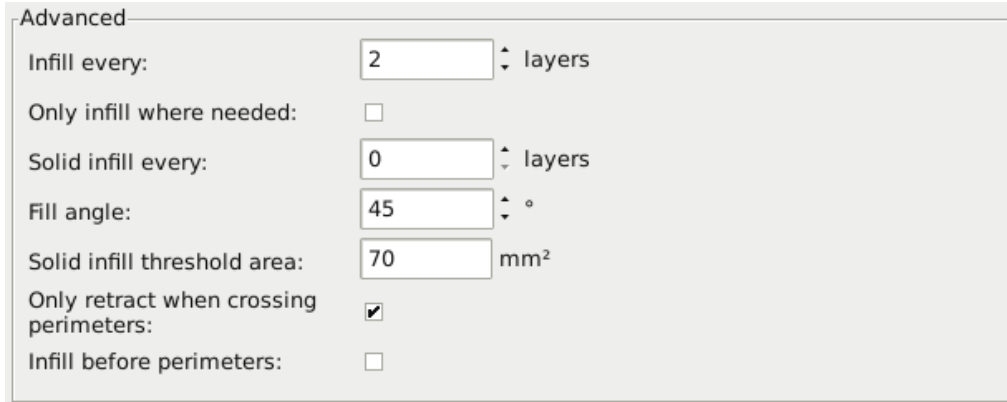 Advanced
Infill every: 2 layers
Only infill where needed:
Solid infill every: 0 layers
Fill angle: 45 °
Solid infill threshold area: 70 mm²
Only retract when crossing
perimeters:
Infill before perimeters: